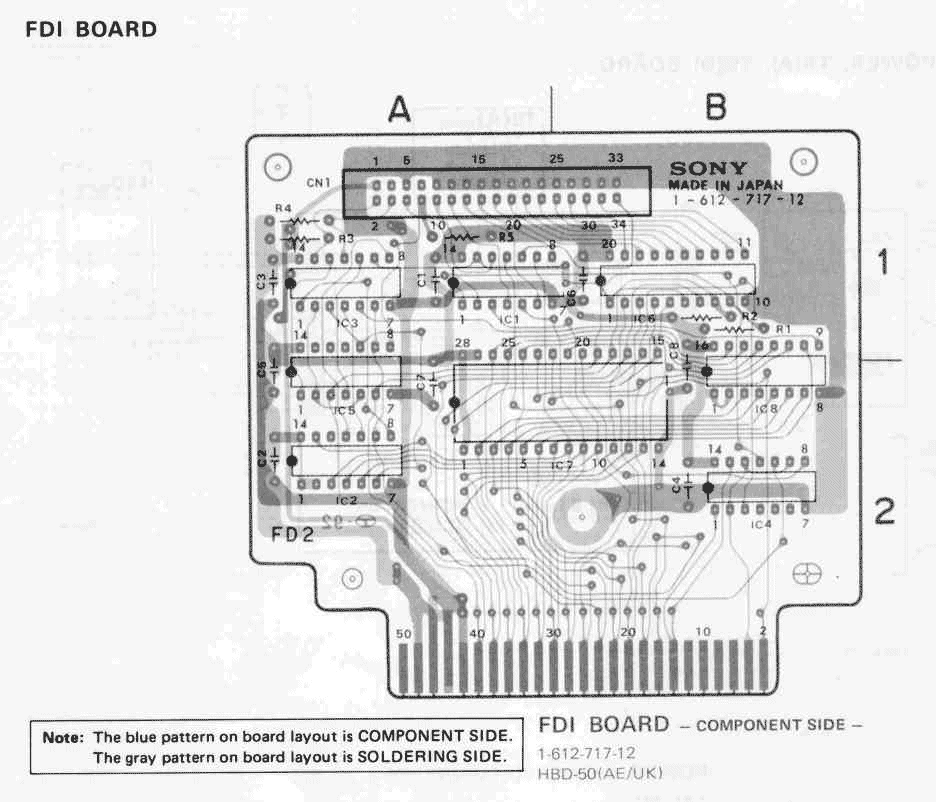 FDI BOARD
A
B
1 5 15 25 33
SONY
CN1
MADE IN JAPAN
1-612-717-12
R4
2 10 20 30 34
R3
R5
14 8
14 8
20 11
1
C3
C1
C6
1 7
1 7
1 10
IC3
IC1
IC6
R2
R1
14 8
28 25 20 15
C8
16 9
C5
C7
1 7
1 8
IC5
IC8
14 8
1 5 10 14
IC7
14 8
C2
C4
1 7
1 7
IC2
IC4
2
92
FD2
50 40 30 20 10 2
FDI BOARD – COMPONENT SIDE –
Note: The blue pattern on board layout is COMPONENT SIDE.
The gray pattern on board layout is SOLDERING SIDE.
1-612-717-12
HBD-50(AE/UK)